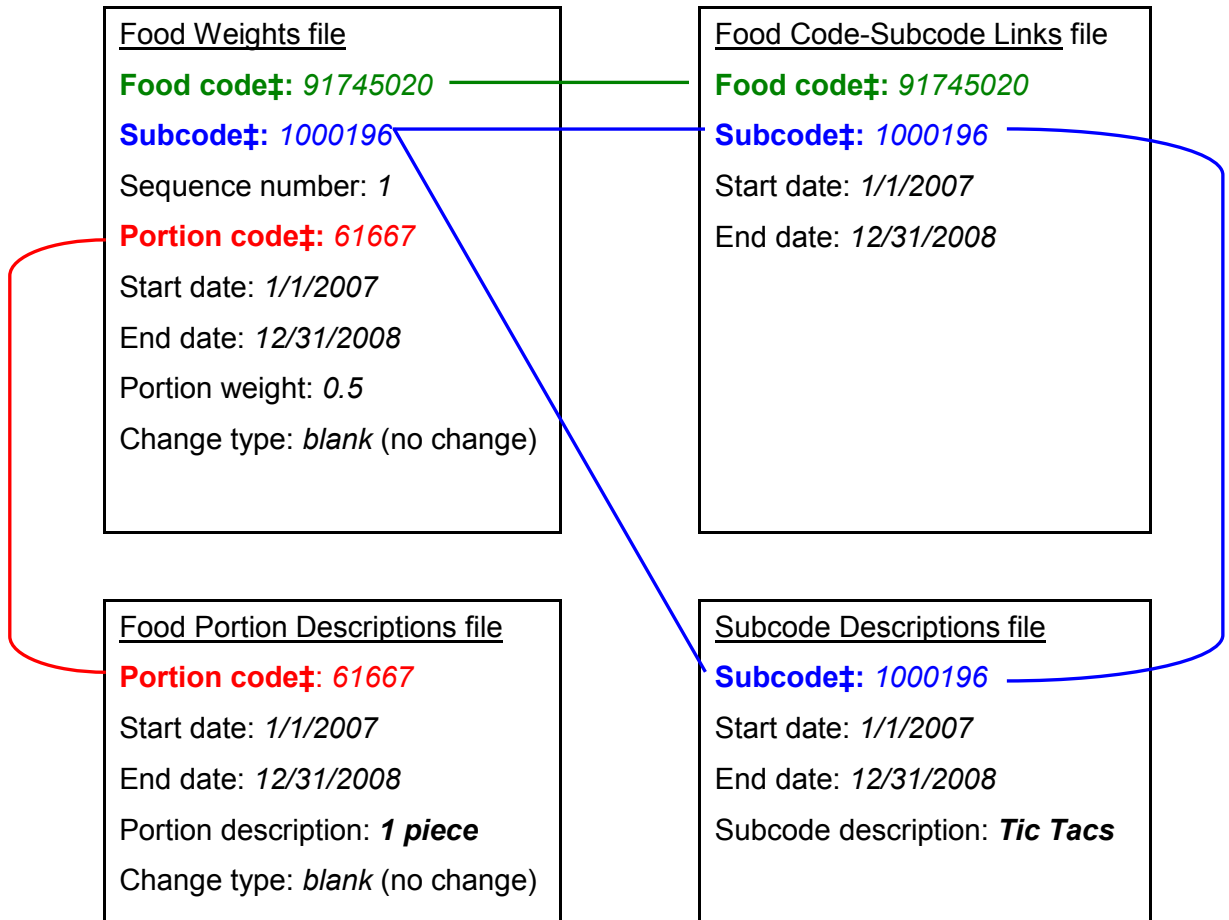 Food Weights file
Food code‡: 91745020
Subcode‡: 1000196
Sequence number: 1
Portion code‡: 61667
Start date: 1/1/2007
End date: 12/31/2008
Portion weight: 0.5
Change type: blank (no change)
Food Code-Subcode Links file
Food code‡: 91745020
Subcode‡: 1000196
Start date: 1/1/2007
End date: 12/31/2008
Food Portion Descriptions file
Portion code‡: 61667
Start date: 1/1/2007
End date: 12/31/2008
Portion description: 1 piece
Change type: blank (no change)
Subcode Descriptions file
Subcode‡: 1000196
Start date: 1/1/2007
End date: 12/31/2008
Subcode description: Tic Tacs